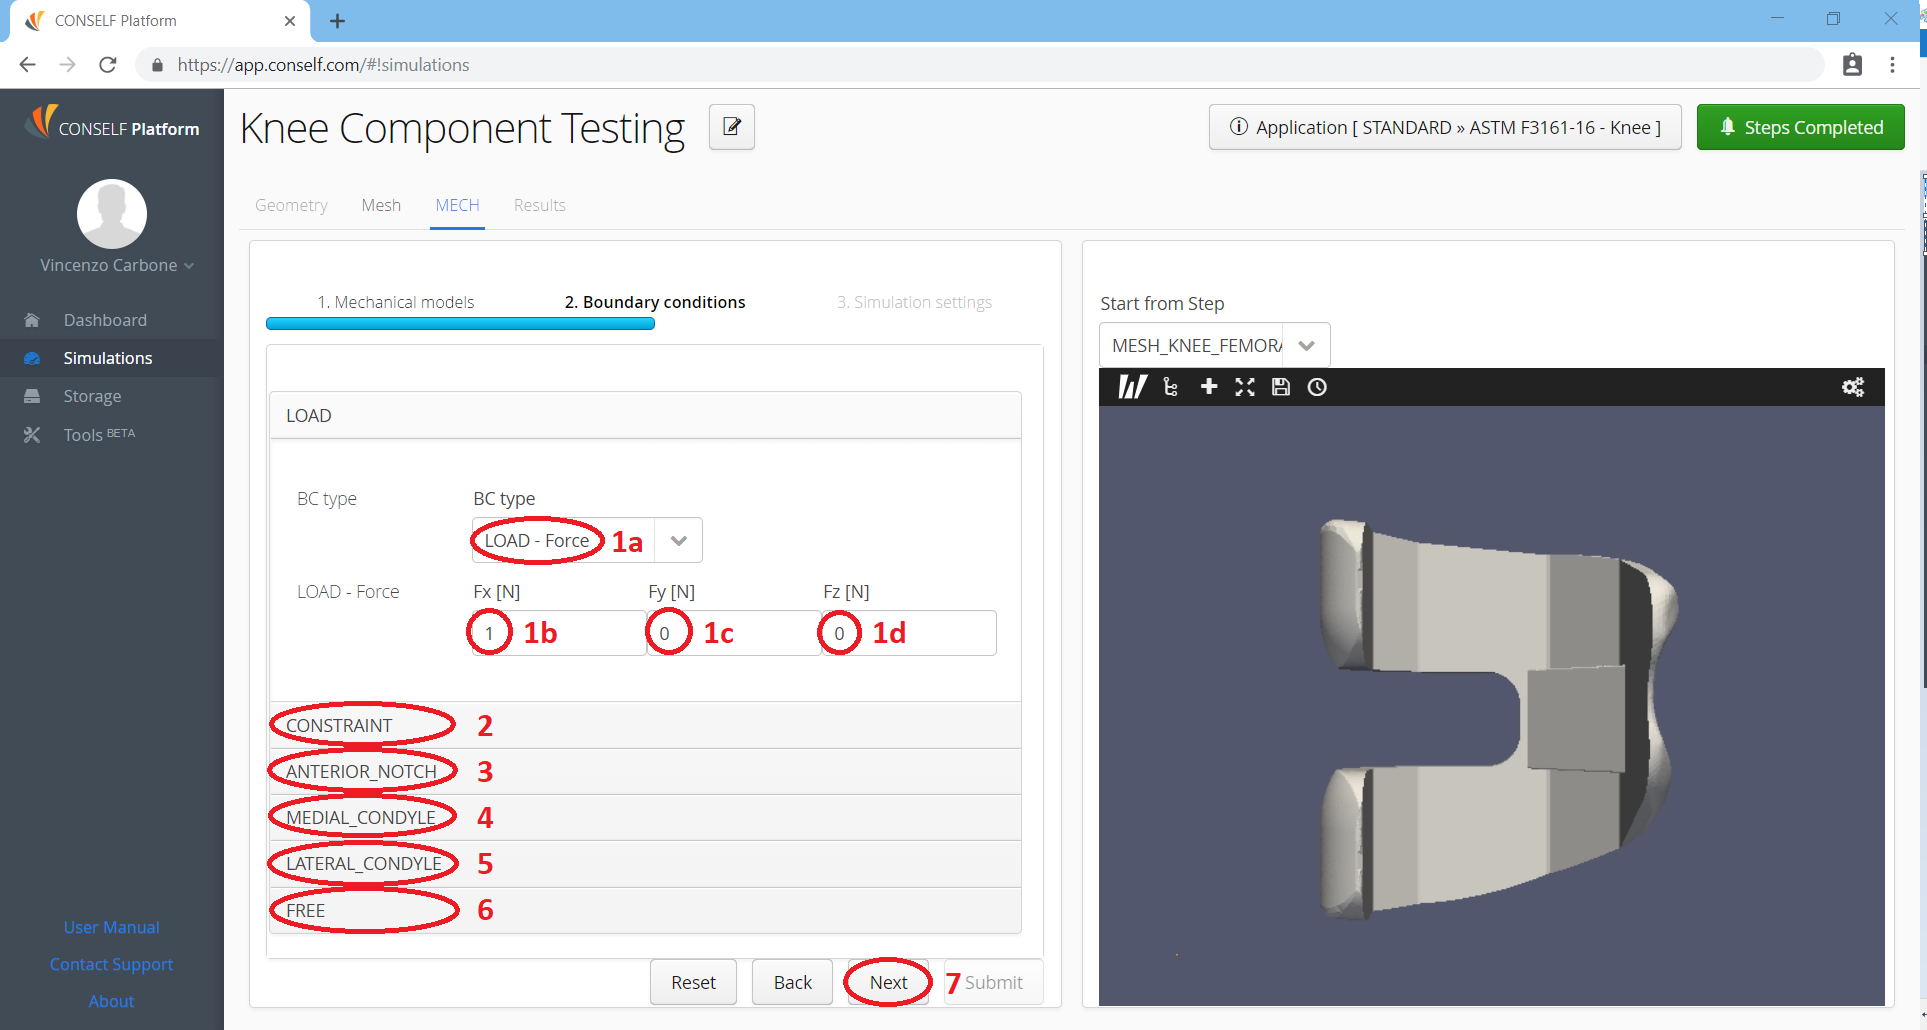 CONSELF Platform
https://app.conself.com/#!simulations
CONSELF Platform
Vincenzo Carbone
Dashboard
Simulations
Storage
Tools BETA
User Manual
Contact Support
About
Knee Component Testing
Application [ STANDARD » ASTM F3161-16 - Knee ]
Steps Completed
Geometry Mesh MECH Results
1. Mechanical models 2. Boundary conditions 3. Simulation settings
LOAD
BC type BC type
LOAD - Force 1a
LOAD - Force Fx [N] Fy [N] Fz [N]
1 1b 0 1c 0 1d
CONSTRAINT 2
ANTERIOR_NOTCH 3
MEDIAL_CONDYLE 4
LATERAL_CONDYLE 5
FREE 6
Reset Back Next 7 Submit
Start from Step
MESH_KNEE_FEMORA